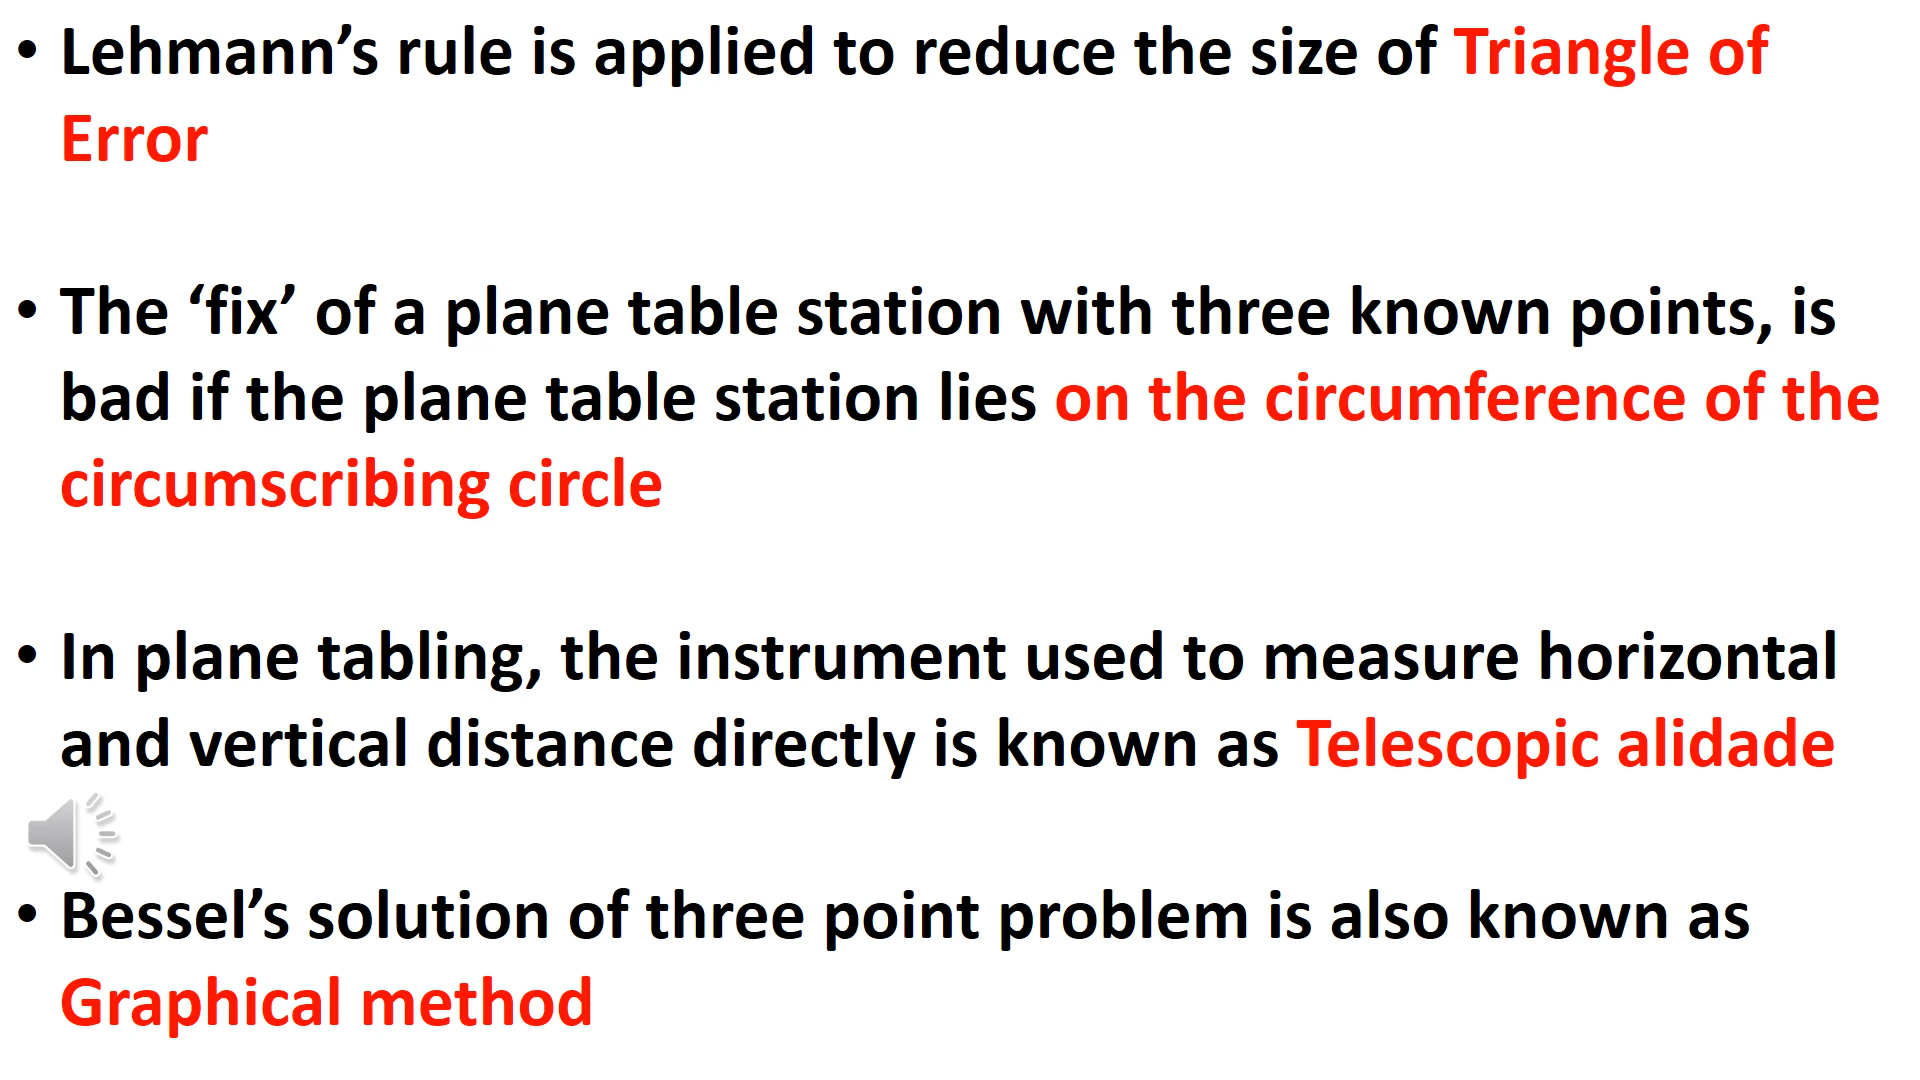 • Lehmann’s rule is applied to reduce the size of Triangle of
Error
• The ‘fix’ of a plane table station with three known points, is
bad if the plane table station lies on the circumference of the
circumscribing circle
• In plane tabling, the instrument used to measure horizontal
and vertical distance directly is known as Telescopic alidade
• Bessel’s solution of three point problem is also known as
Graphical method